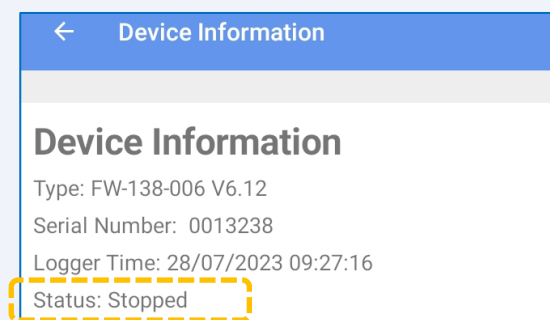 Device Information
Device Information
Type: FW-138-006 V6.12
Serial Number: 0013238
Logger Time: 28/07/2023 09:27:16
Status: Stopped